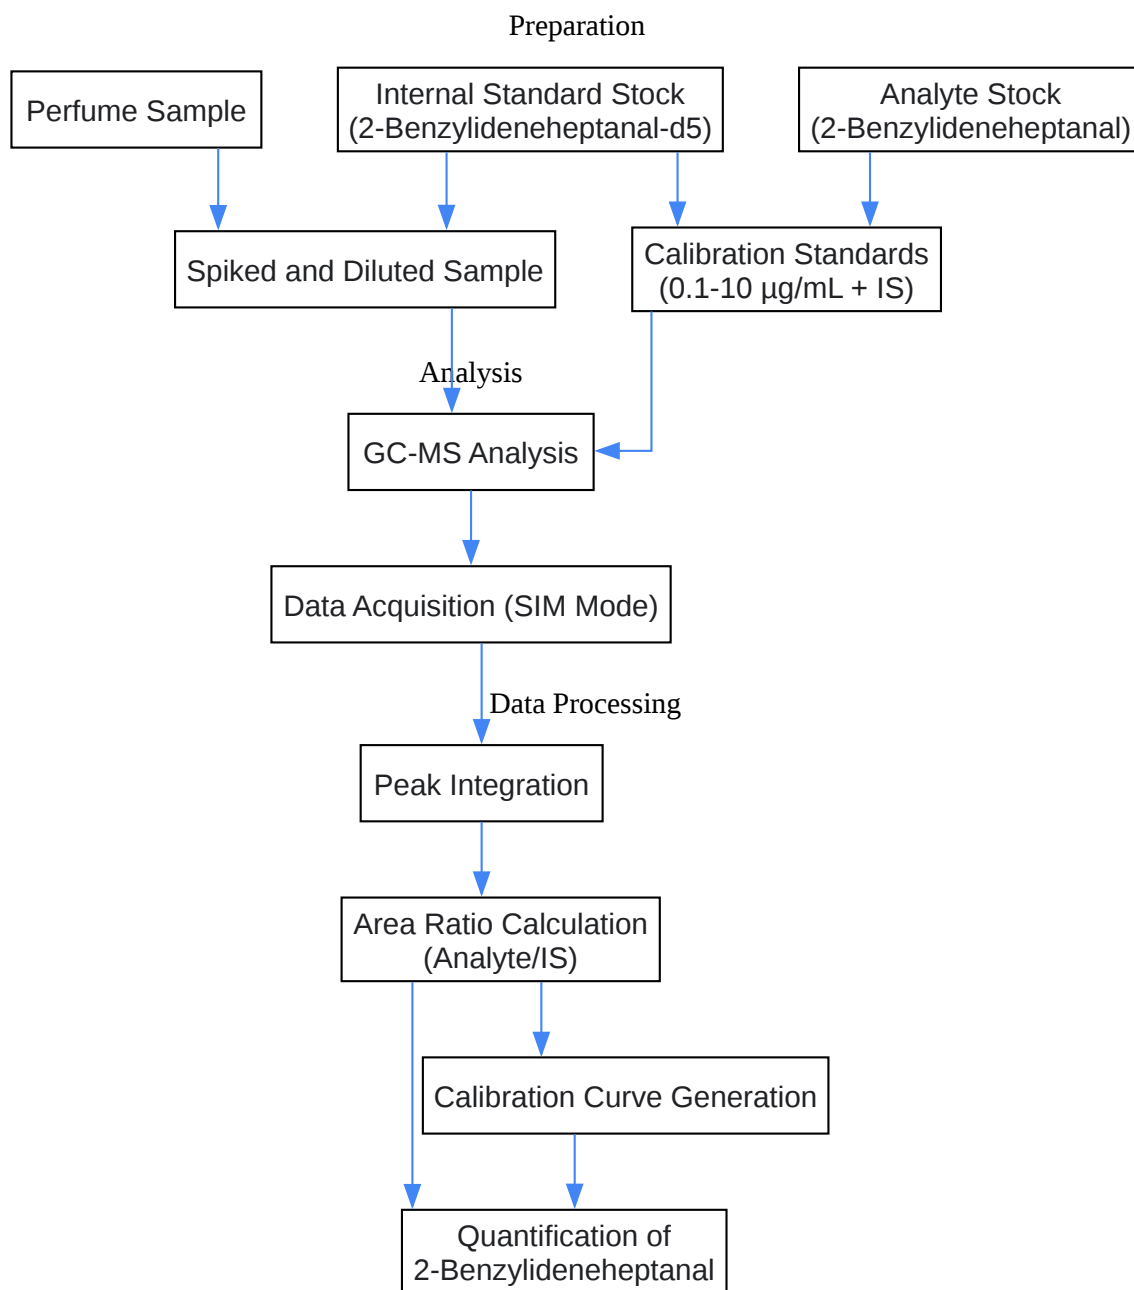 Preparation
Perfume Sample
Internal Standard Stock
(2-Benzylideneheptanal-d5)
Analyte Stock
(2-Benzylideneheptanal)
Spiked and Diluted Sample
Calibration Standards
(0.1-10 µg/mL + IS)
Analysis
GC-MS Analysis
Data Acquisition (SIM Mode)
Data Processing
Peak Integration
Area Ratio Calculation
(Analyte/IS)
Calibration Curve Generation
Quantification of
2-Benzylideneheptanal